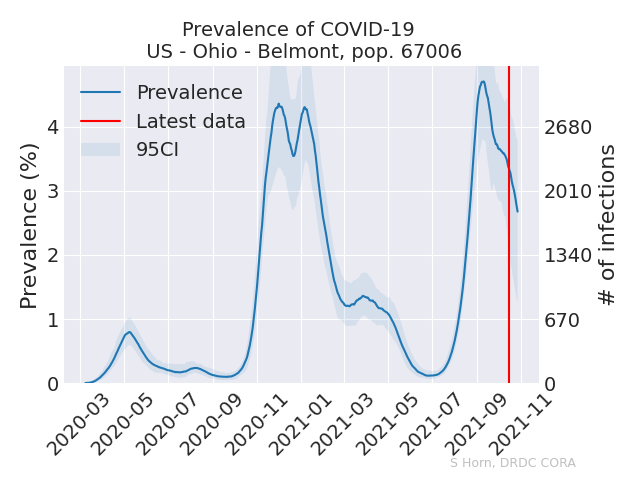 Prevalence of COVID-19
US - Ohio - Belmont, pop. 67006
Prevalence
Latest data
95CI
Prevalence (%)
4
3
2
1
0
2680
2010
1340
670
0
# of infections
2020-03
2020-05
2020-07
2020-09
2020-11
2021-01
2021-03
2021-05
2021-07
2021-09
2021-11
S Horn, DRDC CORA